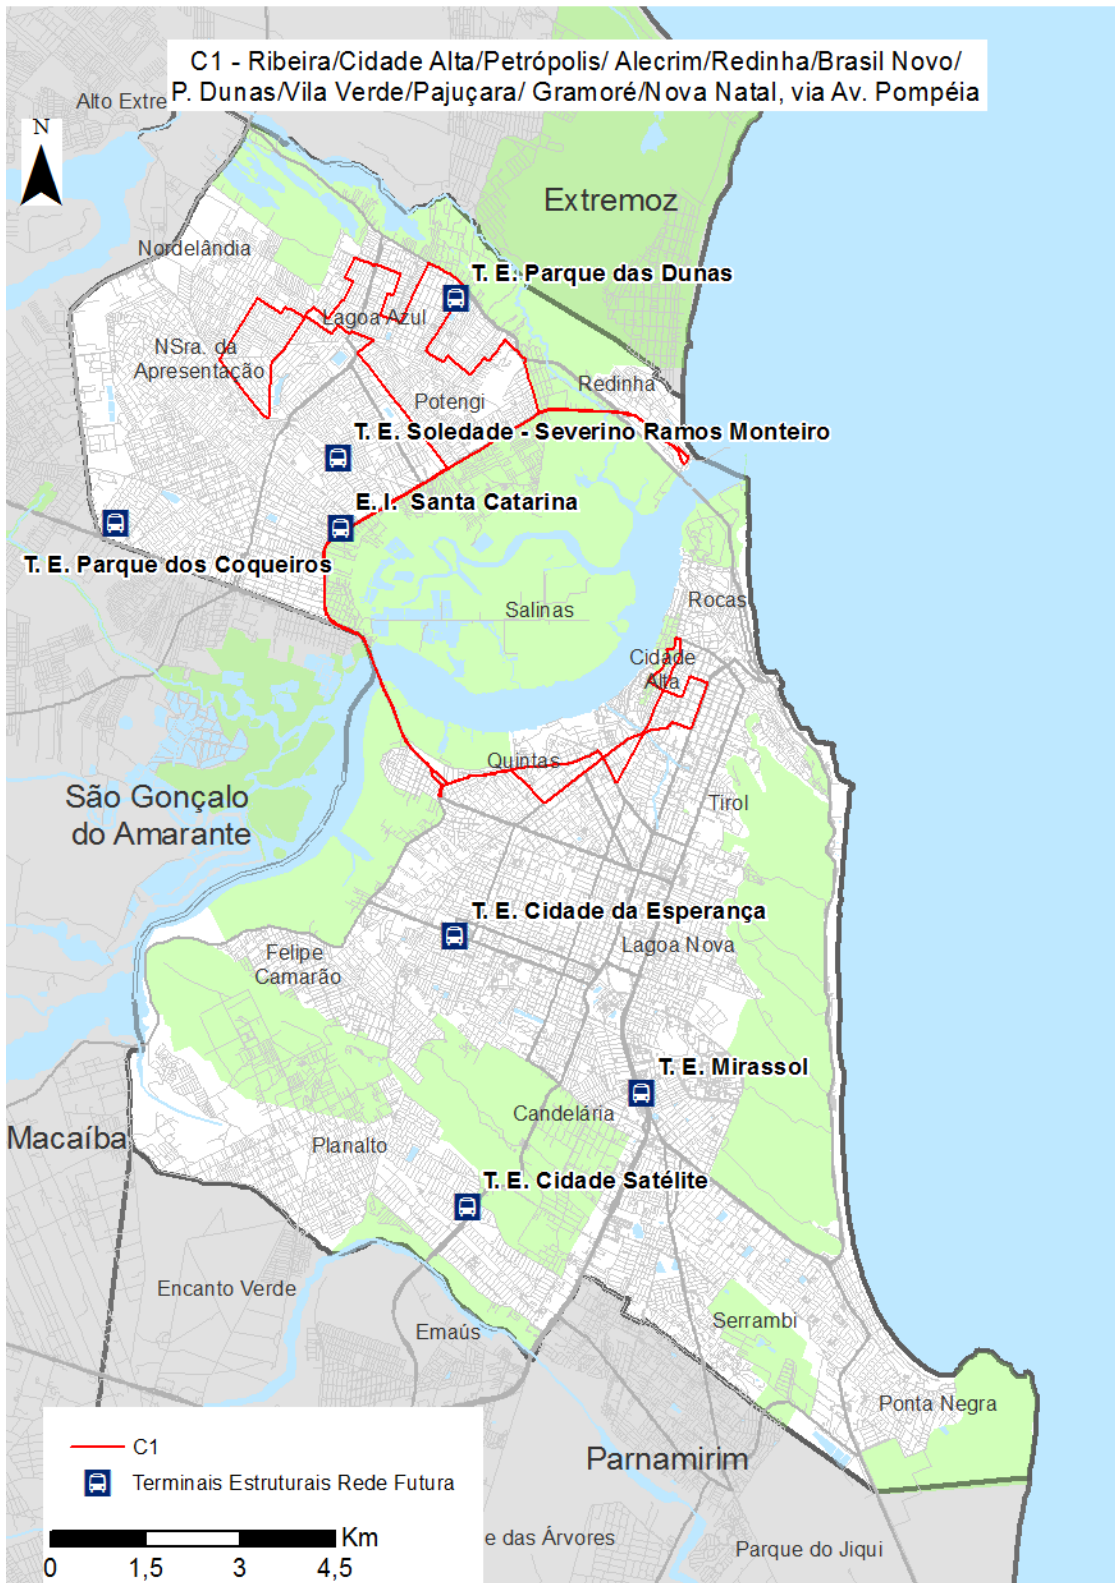 C1 - Ribeira/Cidade Alta/Petrópolis/ Alecrim/Redinha/Brasil Novo/
P. Dunas/Vila Verde/Pajuçara/ Gramoré/Nova Natal, via Av. Pompéia
Alto Extre
N
Extremoz
Nordelândia
T. E. Parque das Dunas
Lagoa Azul
NSra. da
Apresentação
Redinha
Potengi
T. E. Soledade - Severino Ramos Monteiro
E. I. Santa Catarina
T. E. Parque dos Coqueiros
Salinas
Rocas
Cidade
Alta
Quintas
São Gonçalo
do Amarante
Tirol
T. E. Cidade da Esperança
Lagoa Nova
Felipe
Camarão
T. E. Mirassol
Candelária
Macaíba
Planalto
T. E. Cidade Satélite
Encanto Verde
Emaús
Serrambi
Ponta Negra
Parnamirim
C1
Terminais Estruturais Rede Futura
Km
0 1,5 3 4,5
e das Árvores
Parque do Jiqui